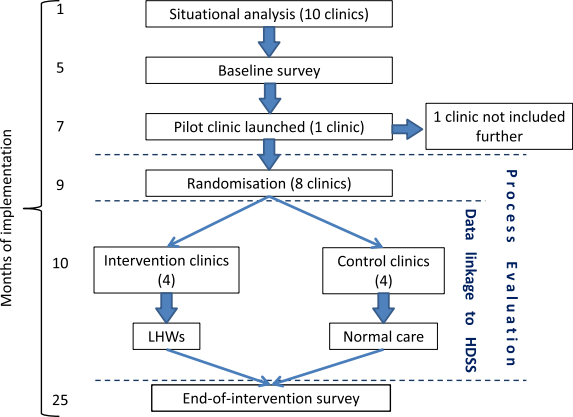 1
Situational analysis (10 clinics)
5
Baseline survey
7
Pilot clinic launched (1 clinic)
1 clinic not included
further
9
Randomisation (8 clinics)
10
Intervention clinics
(4)
Control clinics
(4)
LHWs
Normal care
25
End-of-intervention survey
Months of implementation
Data linkage to HDSS
Process Evaluation